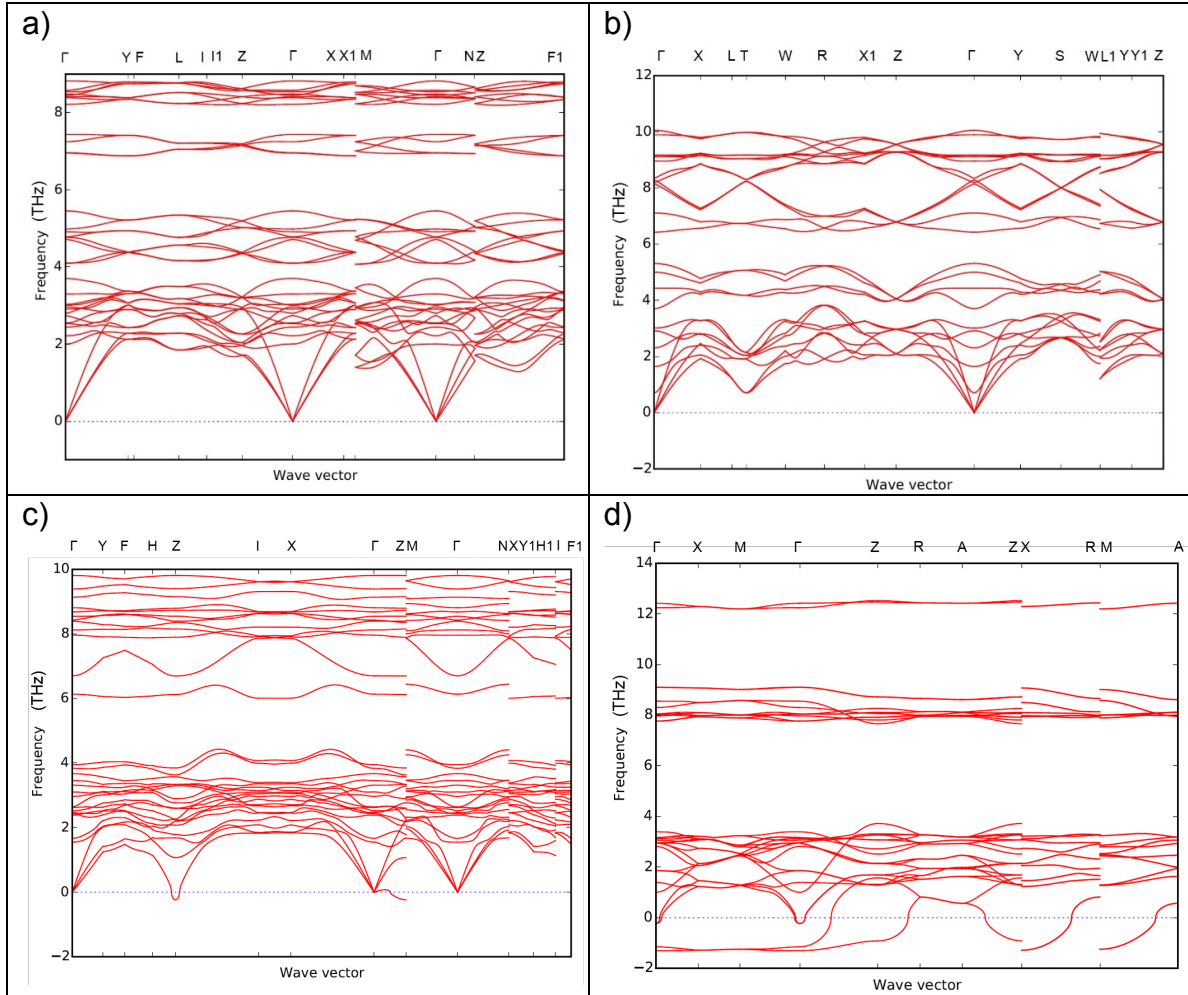 a)
Γ Y F L I I1 Z Γ X X1 M Γ N Z F1
8
6
4
2
0
Frequency (THz)
Wave vector
b)
Γ X L T W R X1 Z Γ Y S W L1 Y Y1 Z
12
10
8
6
4
2
0
−2
Frequency (THz)
Wave vector
c)
Γ Y F H Z I X Γ Z M Γ N X Y1 H1 I F1
10
8
6
4
2
0
−2
Frequency (THz)
Wave vector
d)
Γ X M Γ Z R A Z X R M A
14
12
10
8
6
4
2
0
−2
Frequency (THz)
Wave vector